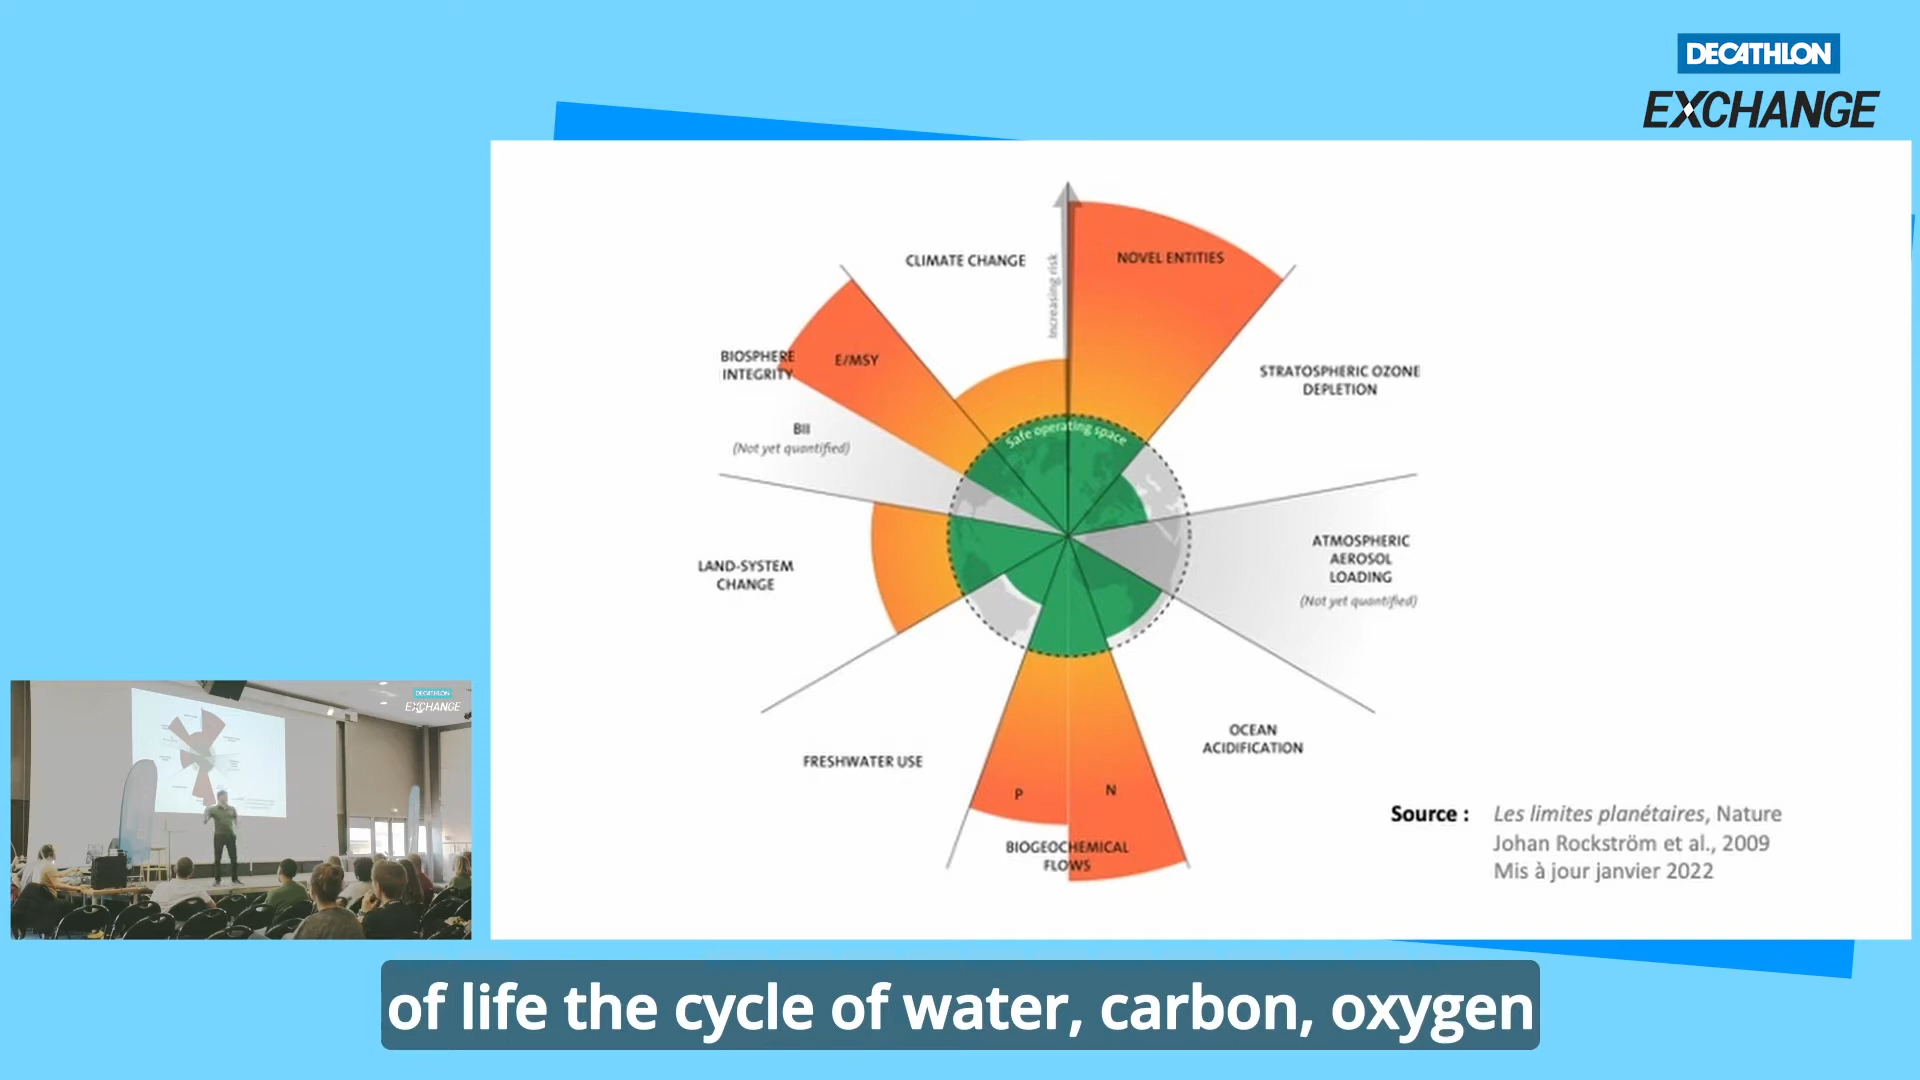 DECATHLON
EXCHANGE
CLIMATE CHANGE
Increasing risk
NOVEL ENTITIES
BIOSPHERE
INTEGRITY
E/MSY
STRATOSPHERIC OZONE
DEPLETION
BII
(Not yet quantified)
Safe operating space
ATMOSPHERIC
AEROSOL
LOADING
(Not yet quantified)
LAND-SYSTEM
CHANGE
FRESHWATER USE
OCEAN
ACIDIFICATION
P
N
BIOGEOCHEMICAL
FLOWS
Source : Les limites planétaires, Nature
Johan Rockström et al., 2009
Mis à jour janvier 2022
DECATHLON
EXCHANGE
of life the cycle of water, carbon, oxygen